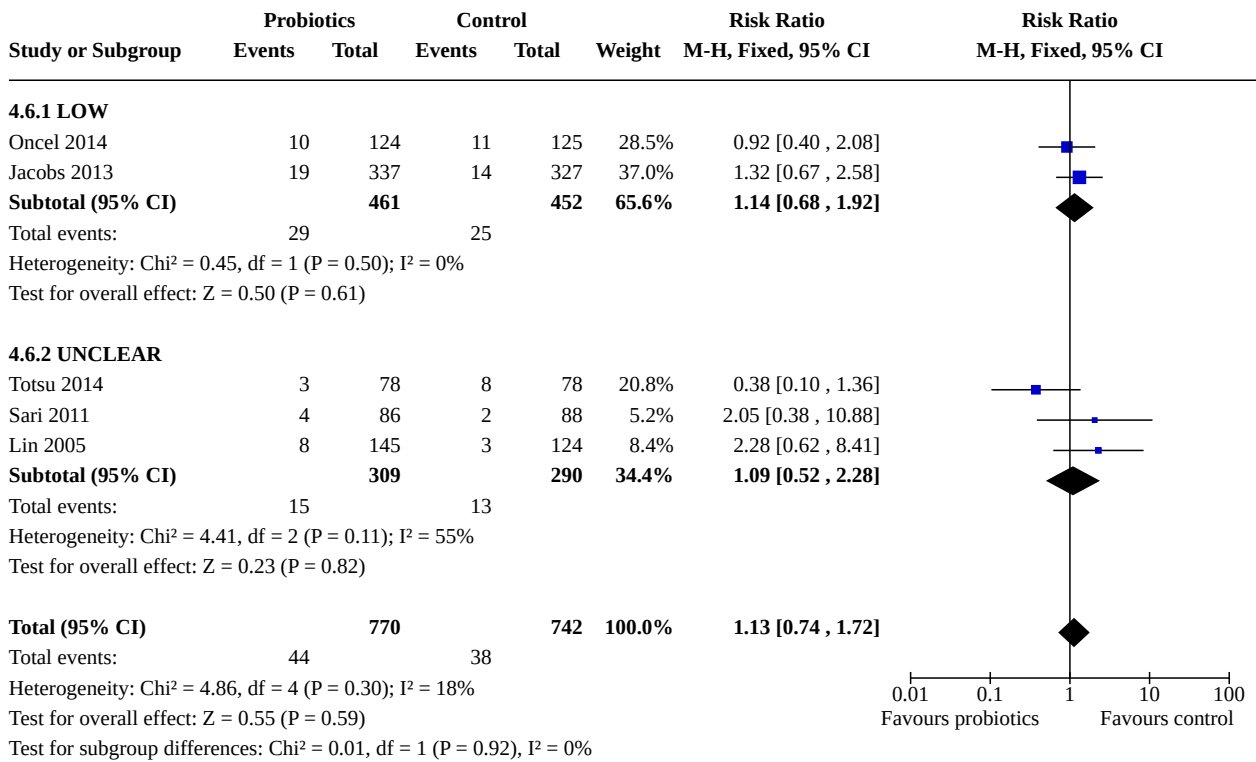 Probiotics Control Risk Ratio Risk Ratio
Study or Subgroup Events Total Events Total Weight M-H, Fixed, 95% CI M-H, Fixed, 95% CI
4.6.1 LOW
Oncel 2014 10 124 11 125 28.5% 0.92 [0.40 , 2.08]
Jacobs 2013 19 337 14 327 37.0% 1.32 [0.67 , 2.58]
Subtotal (95% CI) 461 452 65.6% 1.14 [0.68 , 1.92]
Total events: 29 25
Heterogeneity: Chi² = 0.45, df = 1 (P = 0.50); I² = 0%
Test for overall effect: Z = 0.50 (P = 0.61)
4.6.2 UNCLEAR
Totsu 2014 3 78 8 78 20.8% 0.38 [0.10 , 1.36]
Sari 2011 4 86 2 88 5.2% 2.05 [0.38 , 10.88]
Lin 2005 8 145 3 124 8.4% 2.28 [0.62 , 8.41]
Subtotal (95% CI) 309 290 34.4% 1.09 [0.52 , 2.28]
Total events: 15 13
Heterogeneity: Chi² = 4.41, df = 2 (P = 0.11); I² = 55%
Test for overall effect: Z = 0.23 (P = 0.82)
Total (95% CI) 770 742 100.0% 1.13 [0.74 , 1.72]
Total events: 44 38
Heterogeneity: Chi² = 4.86, df = 4 (P = 0.30); I² = 18%
0.01 0.1 1 10 100
Test for overall effect: Z = 0.55 (P = 0.59)
Favours probiotics Favours control
Test for subgroup differences: Chi² = 0.01, df = 1 (P = 0.92), I² = 0%